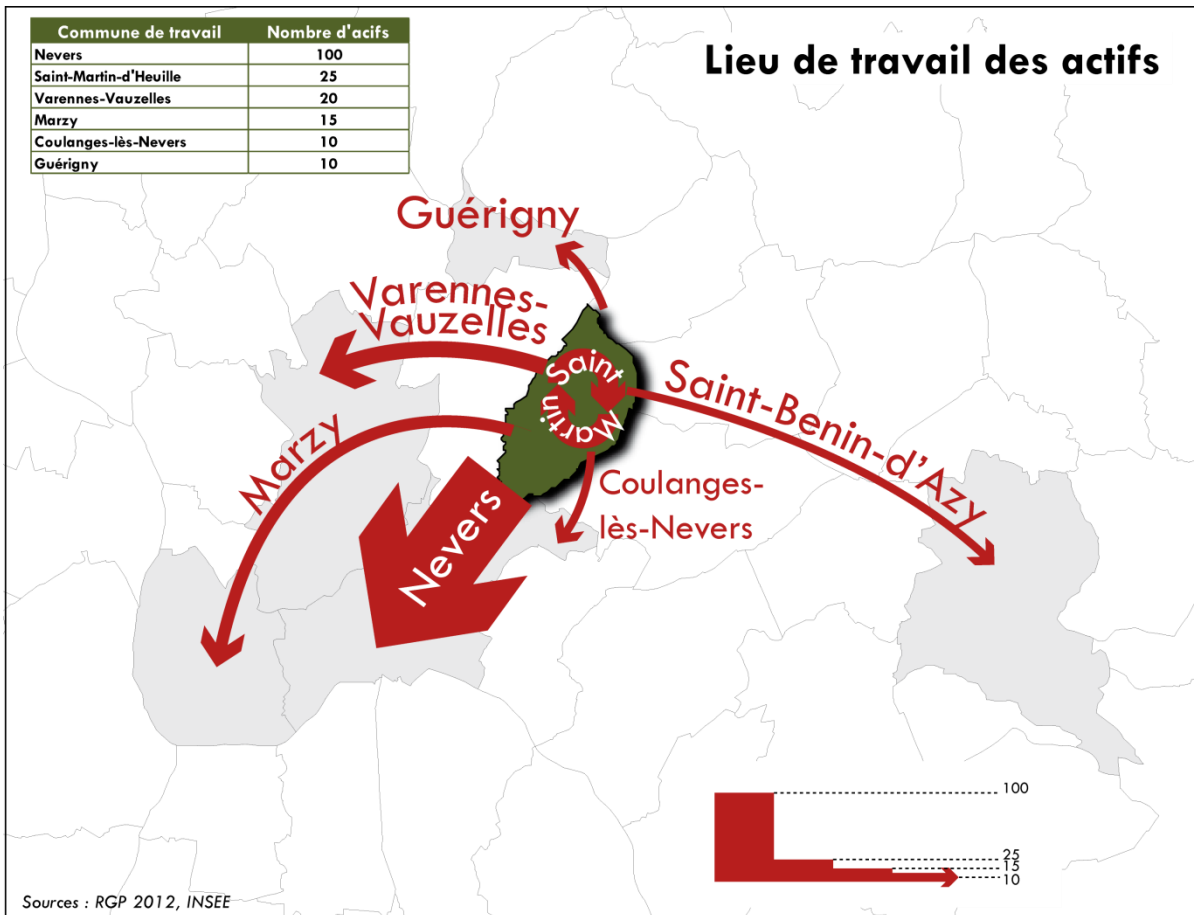 Commune de travail Nombre d'acifs
Nevers 100
Saint-Martin-d'Heuille 25
Varennes-Vauzelles 20
Marzy 15
Coulanges-lès-Nevers 10
Guérigny 10
Lieu de travail des actifs
Guérigny
Varennes-
Vauzelles
Saint
Martin
Saint-Benin-d'Azy
Marzy
Nevers
Coulanges-
lès-Nevers
100
25
15
10
Sources : RGP 2012, INSEE